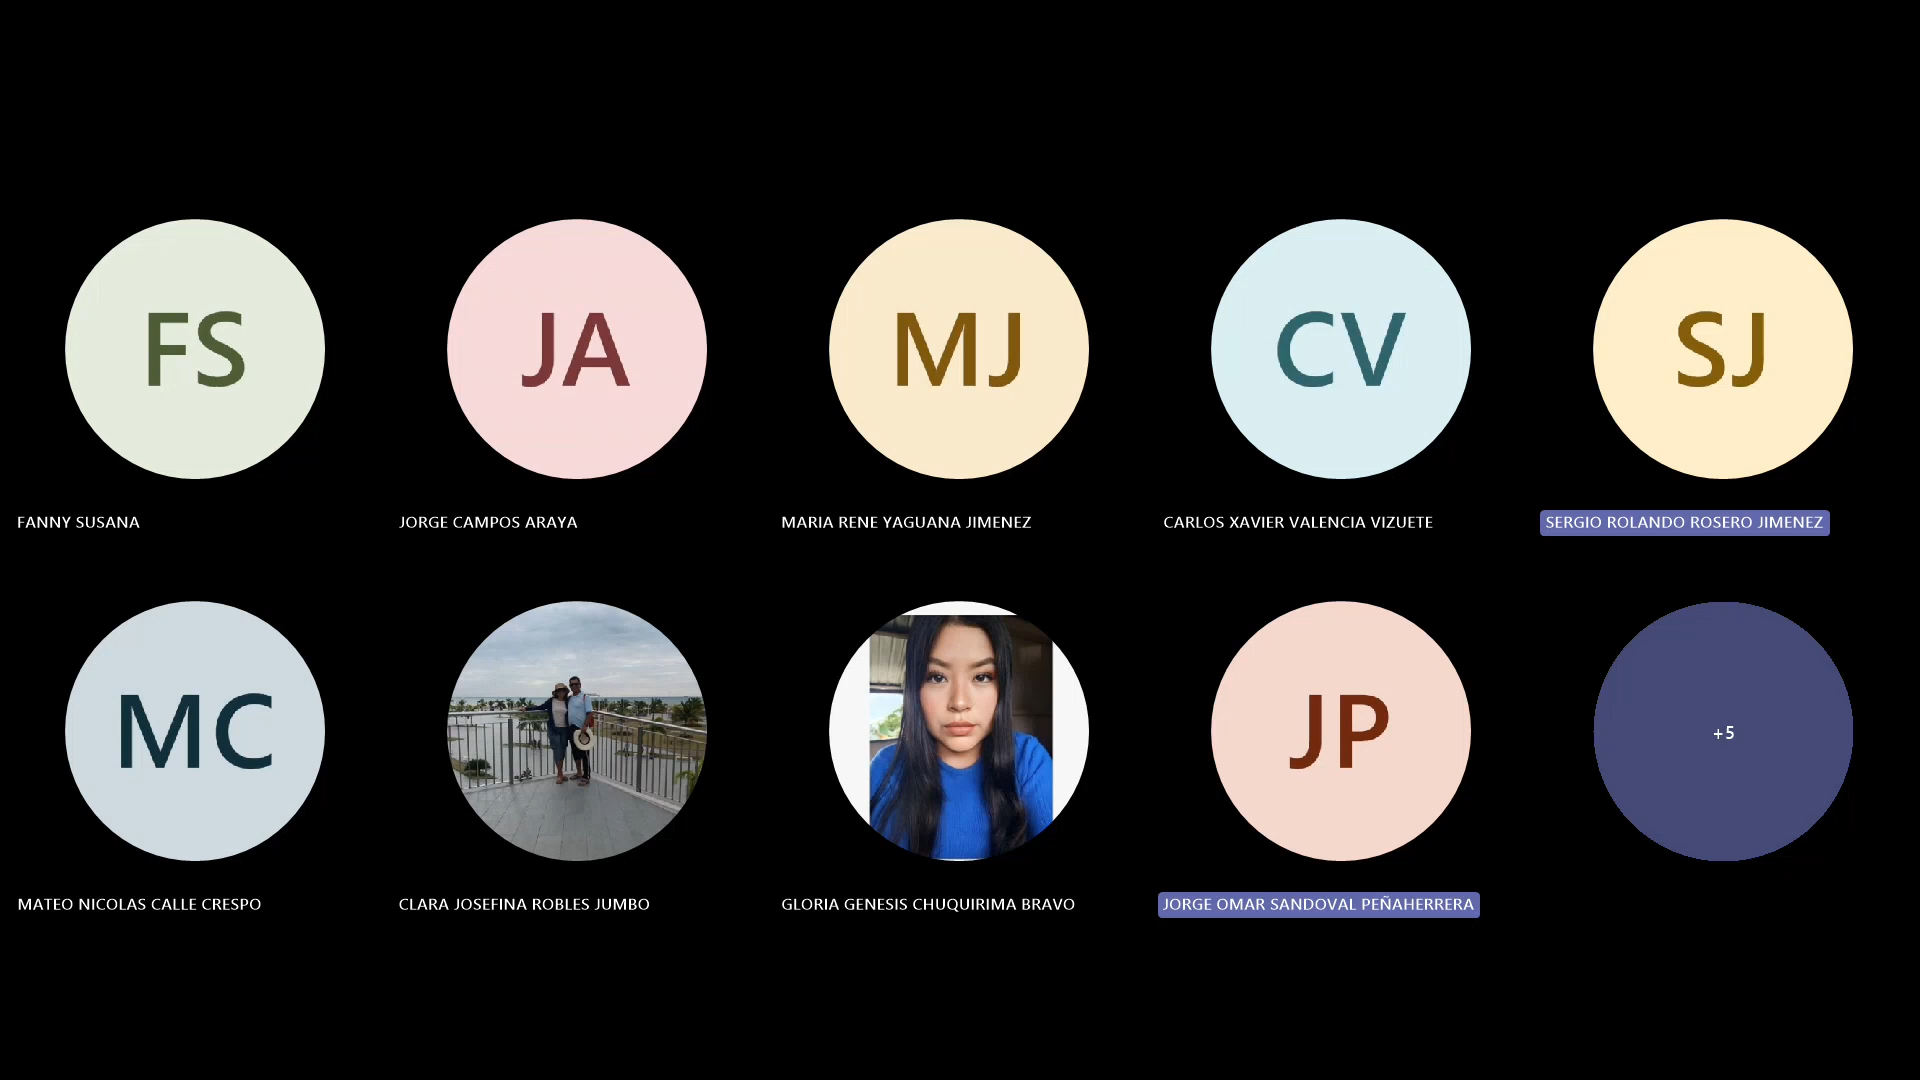 FS
JA
MJ
CV
SJ
FANNY SUSANA
JORGE CAMPOS ARAYA
MARIA RENE YAGUANA JIMENEZ
CARLOS XAVIER VALENCIA VIZUETE
SERGIO ROLANDO ROSERO JIMENEZ
MC
JP
+5
MATEO NICOLAS CALLE CRESPO
CLARA JOSEFINA ROBLES JUMBO
GLORIA GENESIS CHUQUIRIMA BRAVO
JORGE OMAR SANDOVAL PEÑAHERRERA